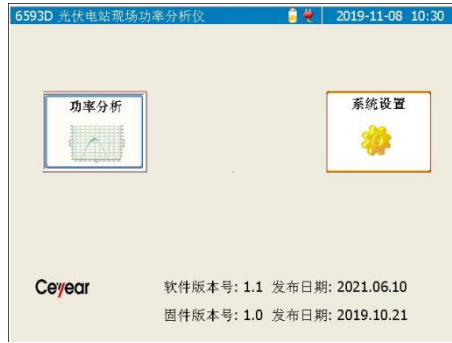 6593D 光伏电站现场功率分析仪 2019-11-08 10:30
功率分析 系统设置
Ceyear 软件版本号: 1.1 发布日期: 2021.06.10
固件版本号: 1.0 发布日期: 2019.10.21